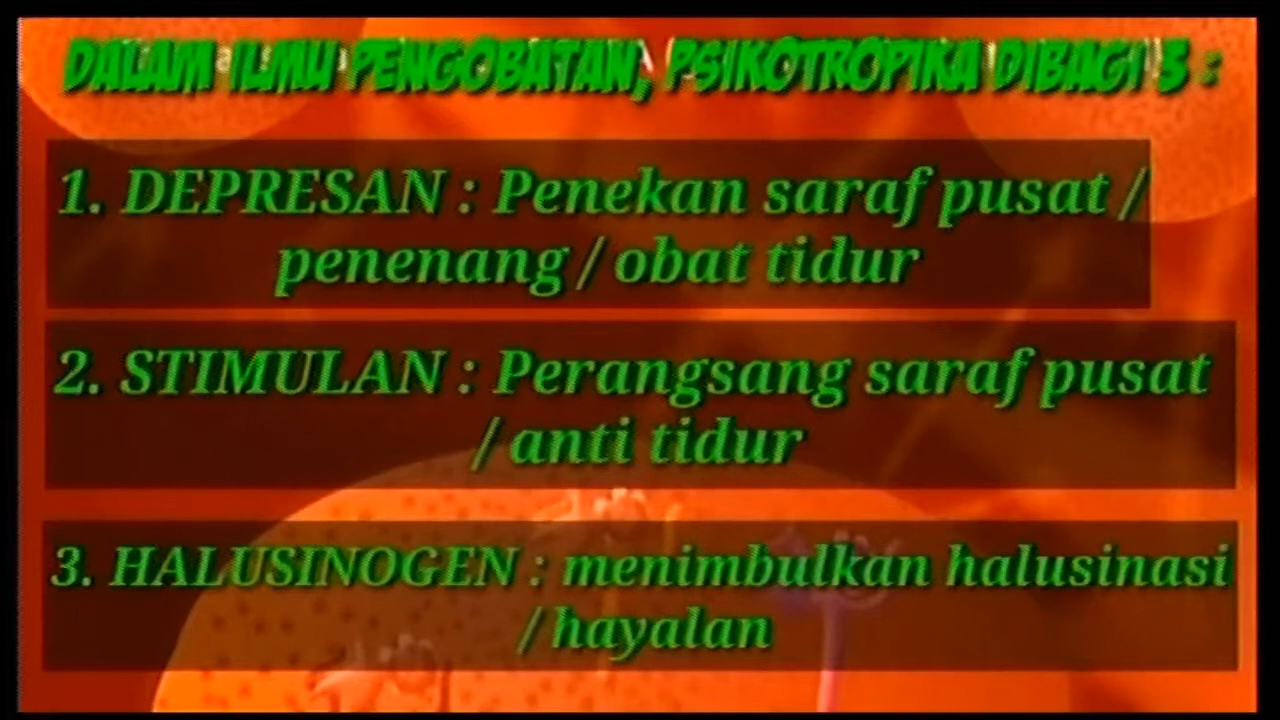 DALAM ILMU PENGOBATAN, PSIKOTROPIKA DIBAGI 3 :
1. DEPRESAN : Penekan saraf pusat /
penenang / obat tidur
2. STIMULAN : Perangsang saraf pusat
/ anti tidur
3. HALUSINOGEN : menimbulkan halusinasi
/ hayalan